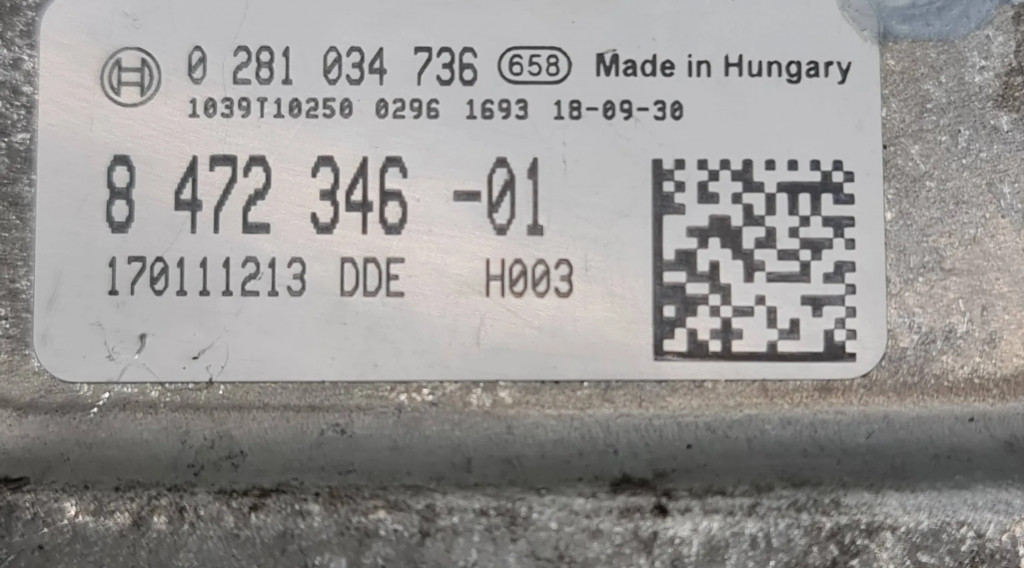 0 281 034 736 658 Made in Hungary
1039T10250 0296 1693 18-09-30
8 472 346 -01
170111213 DDE H003